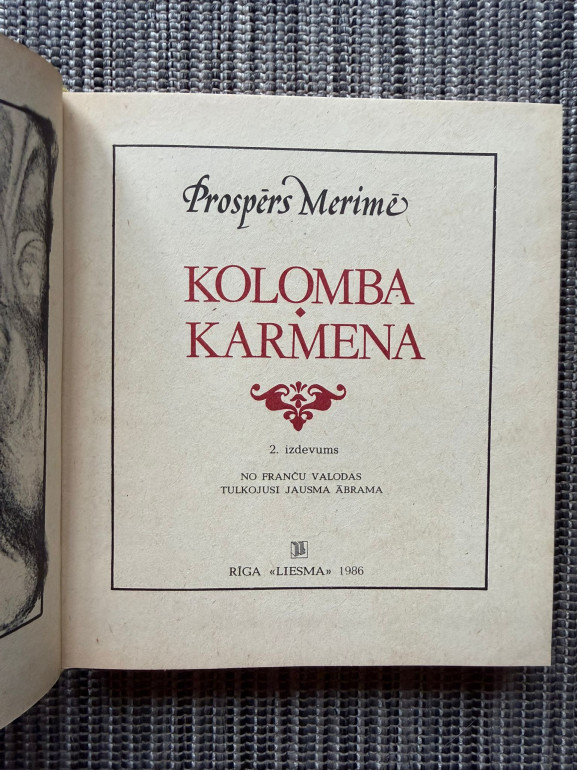 Prospērs Merimē
KOLOMBA
KARMENA
2. izdevums
NO FRANČU VALODAS
TULKOJUSI JAUSMA ĀBRAMA
RĪGA «LIESMA» 1986